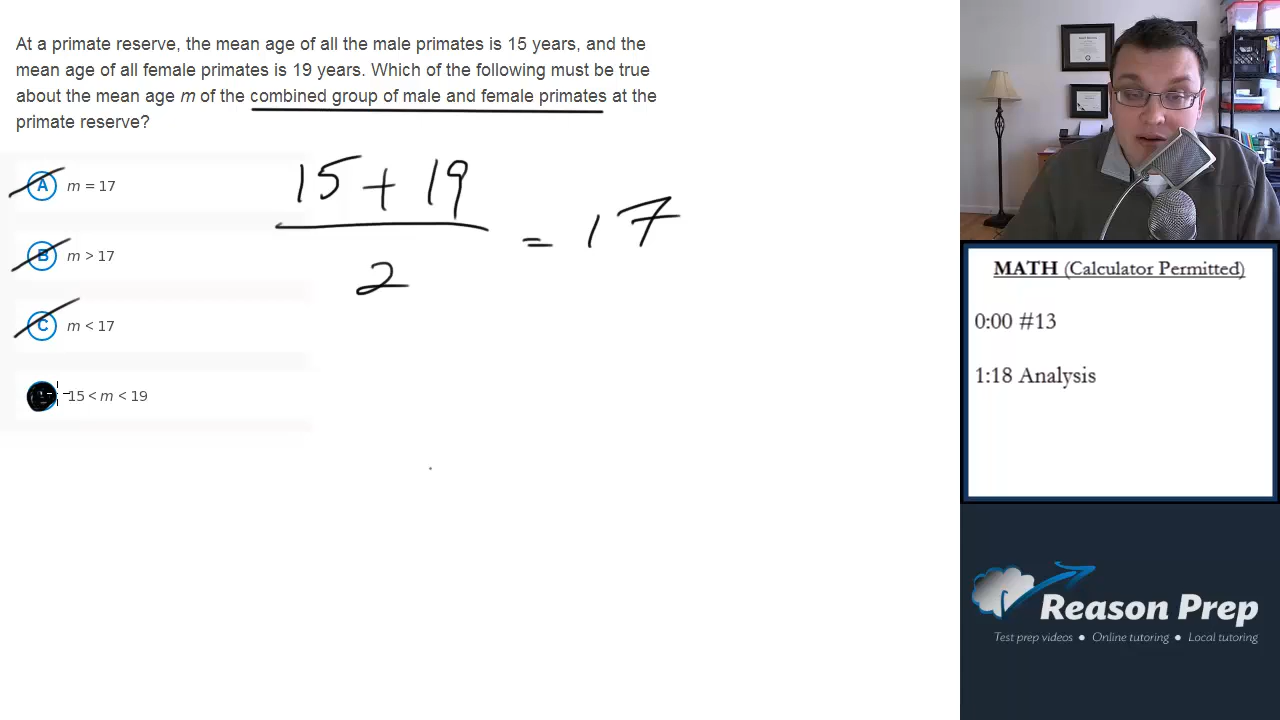 At a primate reserve, the mean age of all the male primates is 15 years, and the
mean age of all female primates is 19 years. Which of the following must be true
about the mean age m of the combined group of male and female primates at the
primate reserve?
A m = 17
B m > 17
C m < 17
15 < m < 19
15 + 19
2
= 17
MATH (Calculator Permitted)
0:00 #13
1:18 Analysis
Reason Prep
Test prep videos ● Online tutoring ● Local tutoring